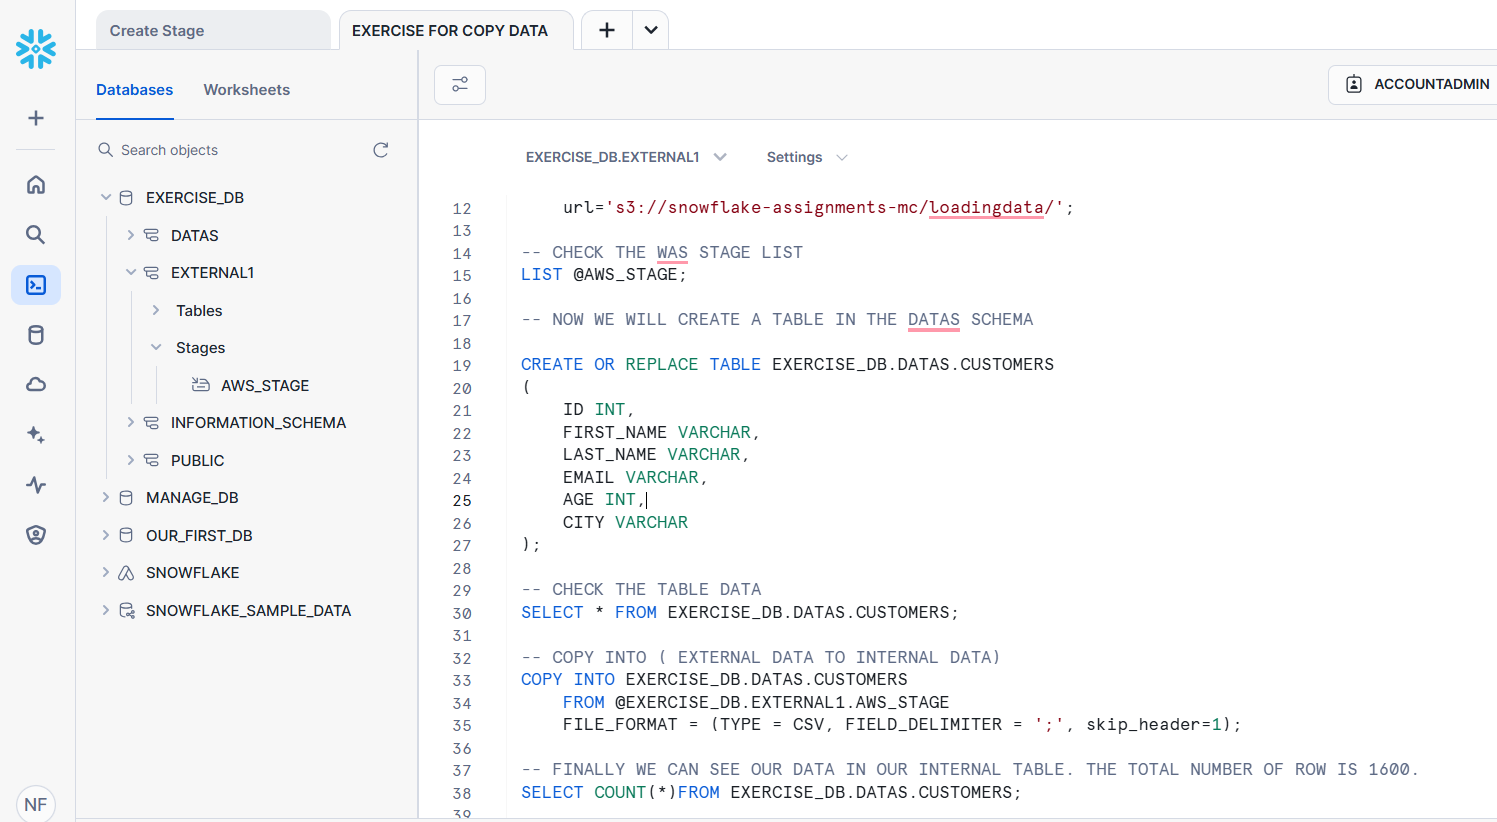 Create Stage
EXERCISE FOR COPY DATA
Databases
Worksheets
ACCOUNTADMIN
Search objects
EXERCISE_DB
DATAS
EXTERNAL1
Tables
Stages
AWS_STAGE
INFORMATION_SCHEMA
PUBLIC
MANAGE_DB
OUR_FIRST_DB
SNOWFLAKE
SNOWFLAKE_SAMPLE_DATA
NF
EXERCISE_DB.EXTERNAL1
Settings
12 url='s3://snowflake-assignments-mc/loadingdata/';
13
14 -- CHECK THE WAS STAGE LIST
15 LIST @AWS_STAGE;
16
17 -- NOW WE WILL CREATE A TABLE IN THE DATAS SCHEMA
18
19 CREATE OR REPLACE TABLE EXERCISE_DB.DATAS.CUSTOMERS
20 (
21 ID INT,
22 FIRST_NAME VARCHAR,
23 LAST_NAME VARCHAR,
24 EMAIL VARCHAR,
25 AGE INT,
26 CITY VARCHAR
27 );
28
29 -- CHECK THE TABLE DATA
30 SELECT * FROM EXERCISE_DB.DATAS.CUSTOMERS;
31
32 -- COPY INTO ( EXTERNAL DATA TO INTERNAL DATA)
33 COPY INTO EXERCISE_DB.DATAS.CUSTOMERS
34 FROM @EXERCISE_DB.EXTERNAL1.AWS_STAGE
35 FILE_FORMAT = (TYPE = CSV, FIELD_DELIMITER = ';', skip_header=1);
36
37 -- FINALLY WE CAN SEE OUR DATA IN OUR INTERNAL TABLE. THE TOTAL NUMBER OF ROW IS 1600.
38 SELECT COUNT(*)FROM EXERCISE_DB.DATAS.CUSTOMERS;
39